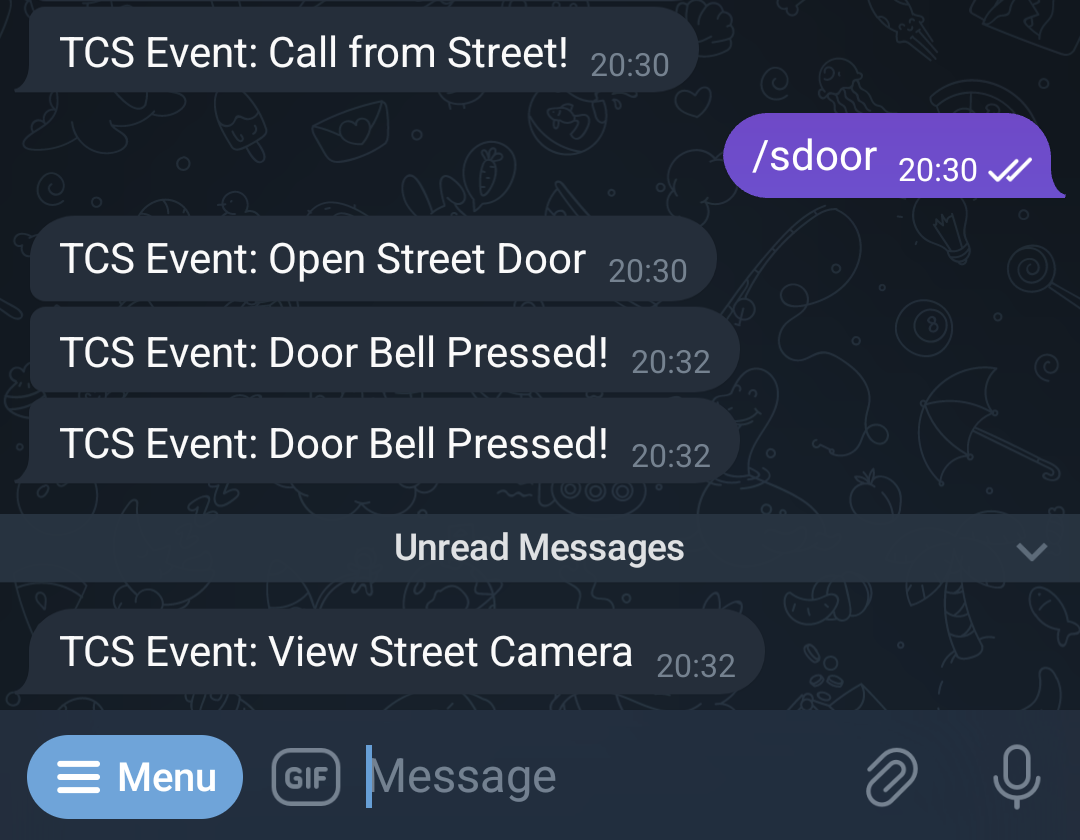 TCS Event: Call from Street! 20:30
/sdoor 20:30
TCS Event: Open Street Door 20:30
TCS Event: Door Bell Pressed! 20:32
TCS Event: Door Bell Pressed! 20:32
Unread Messages
TCS Event: View Street Camera 20:32
Menu GIF Message